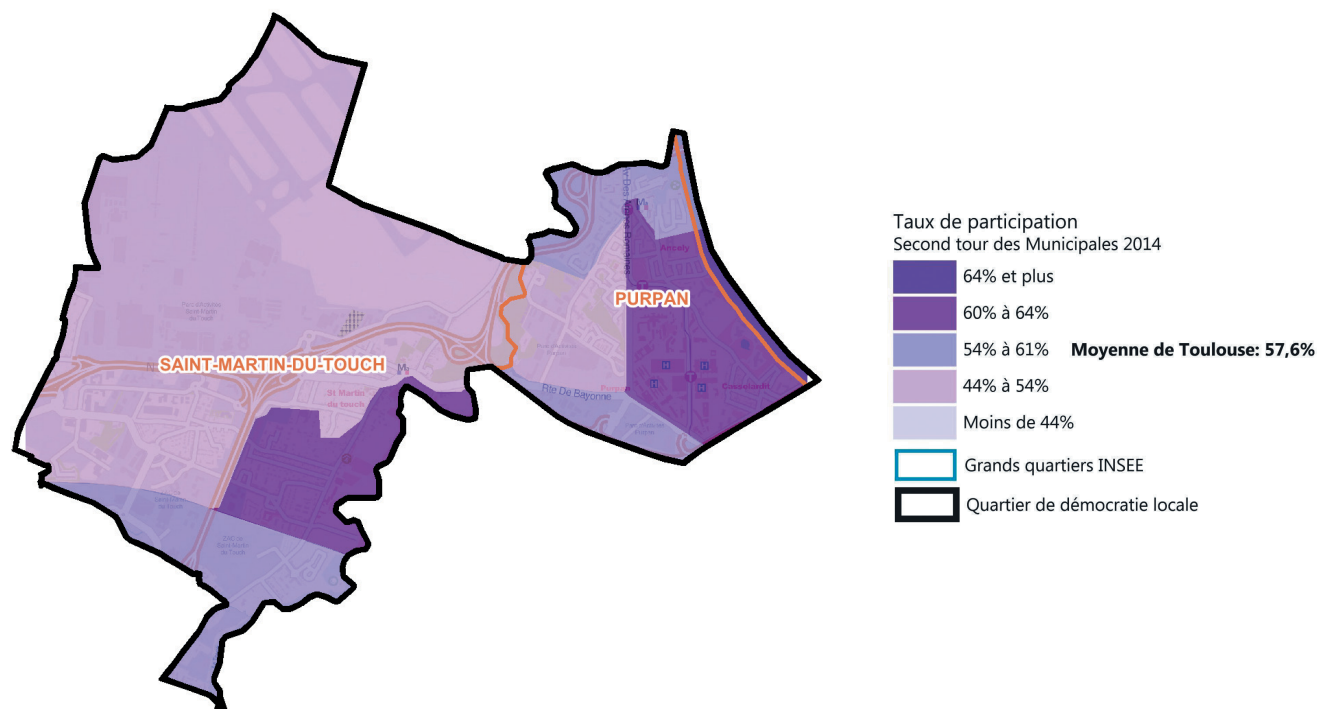 SAINT-MARTIN-DU-TOUCH
St Martin
du touch
PURPAN
Purpan
Rte De Bayonne
Taux de participation
Second tour des Municipales 2014
64% et plus
60% à 64%
54% à 61% Moyenne de Toulouse: 57,6%
44% à 54%
Moins de 44%
Grands quartiers INSEE
Quartier de démocratie locale